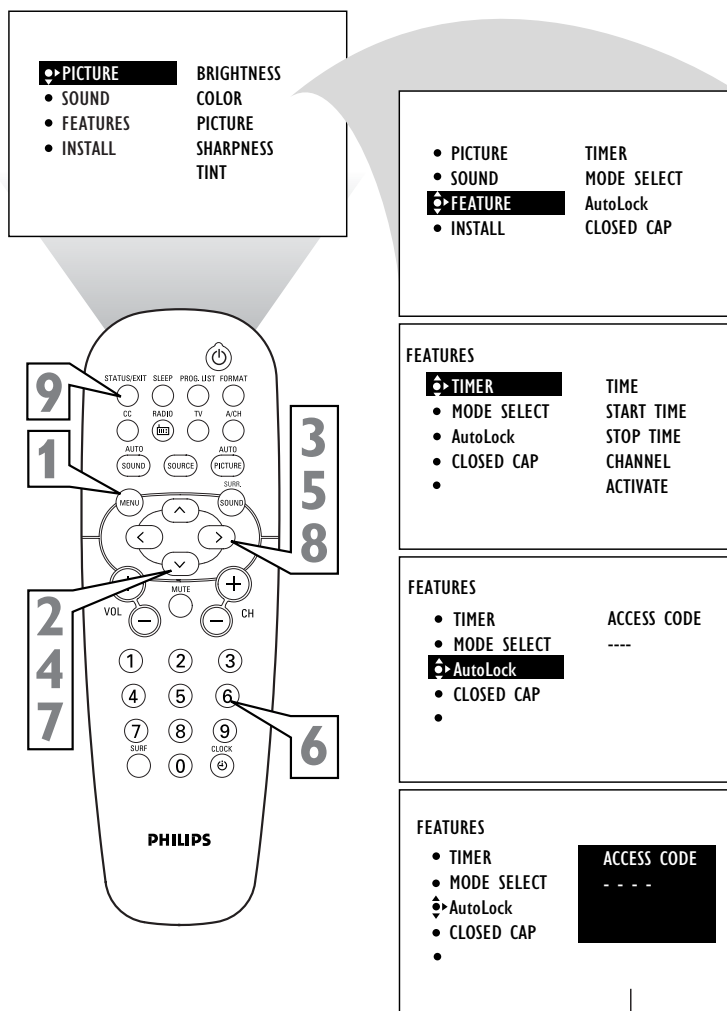 PICTURE BRIGHTNESS
SOUND COLOR
FEATURES PICTURE
INSTALL SHARPNESS
TINT
PICTURE TIMER
SOUND MODE SELECT
FEATURE AutoLock
INSTALL CLOSED CAP
FEATURES
TIMER TIME
MODE SELECT START TIME
AutoLock STOP TIME
CLOSED CAP CHANNEL
ACTIVATE
FEATURES
TIMER ACCESS CODE
MODE SELECT ----
AutoLock
CLOSED CAP
FEATURES
TIMER ACCESS CODE
MODE SELECT - - - -
AutoLock
CLOSED CAP
9
1
2
4
7
3
5
8
6
STATUS/EXIT SLEEP PROG. LIST FORMAT
CC RADIO TV A/CH
AUTO AUTO
SOUND SOURCE PICTURE
SURR.
MENU SOUND
MUTE
VOL CH
1 2 3
4 5 6
7 8 9
SURF 0 CLOCK
PHILIPS